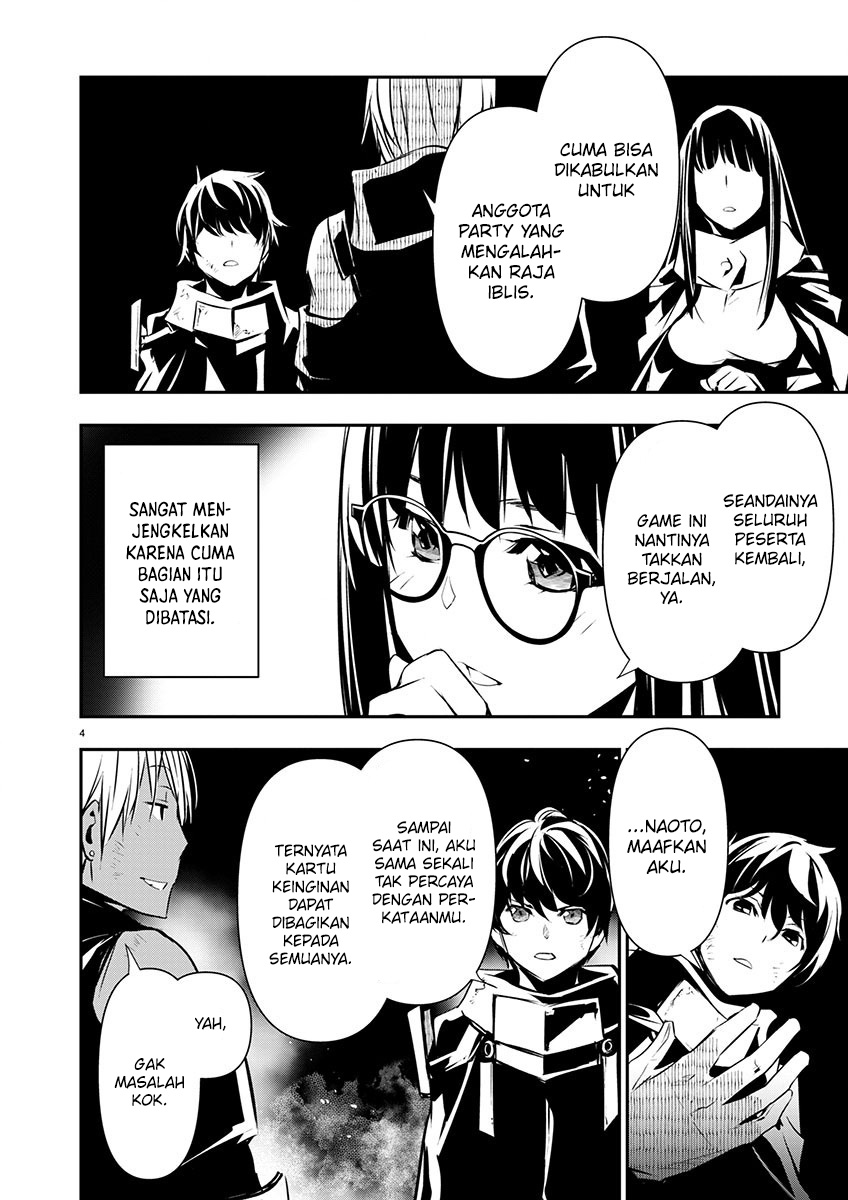 CUMA BISA
DIKABULKAN
UNTUK
ANGGOTA
PARTY YANG
MENGALAH-
KAN RAJA
IBLIS.
SEANDAINYA
SELURUH
PESERTA
KEMBALI,
GAME INI
NANTINYA
TAKKAN
BERJALAN,
YA.
SANGAT MEN-
JENGKELKAN
KARENA CUMA
BAGIAN ITU
SAJA YANG
DIBATASI.
4
...NAOTO,
MAAFKAN
AKU.
SAMPAI
SAAT INI, AKU
SAMA SEKALI
TAK PERCAYA
DENGAN PER-
KATAANMU.
TERNYATA
KARTU
KEINGINAN
DAPAT
DIBAGIKAN
KEPADA
SEMUANYA.
YAH,
GAK
MASALAH
KOK.